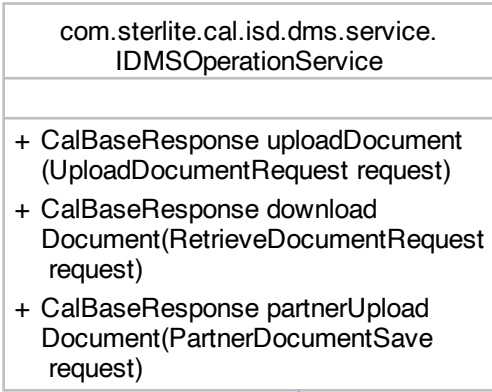 com.sterlite.cal.isd.dms.service.
IDMSOperationService
+ CalBaseResponse uploadDocument
(UploadDocumentRequest request)
+ CalBaseResponse download
Document(RetrieveDocumentRequest
request)
+ CalBaseResponse partnerUpload
Document(PartnerDocumentSave
request)